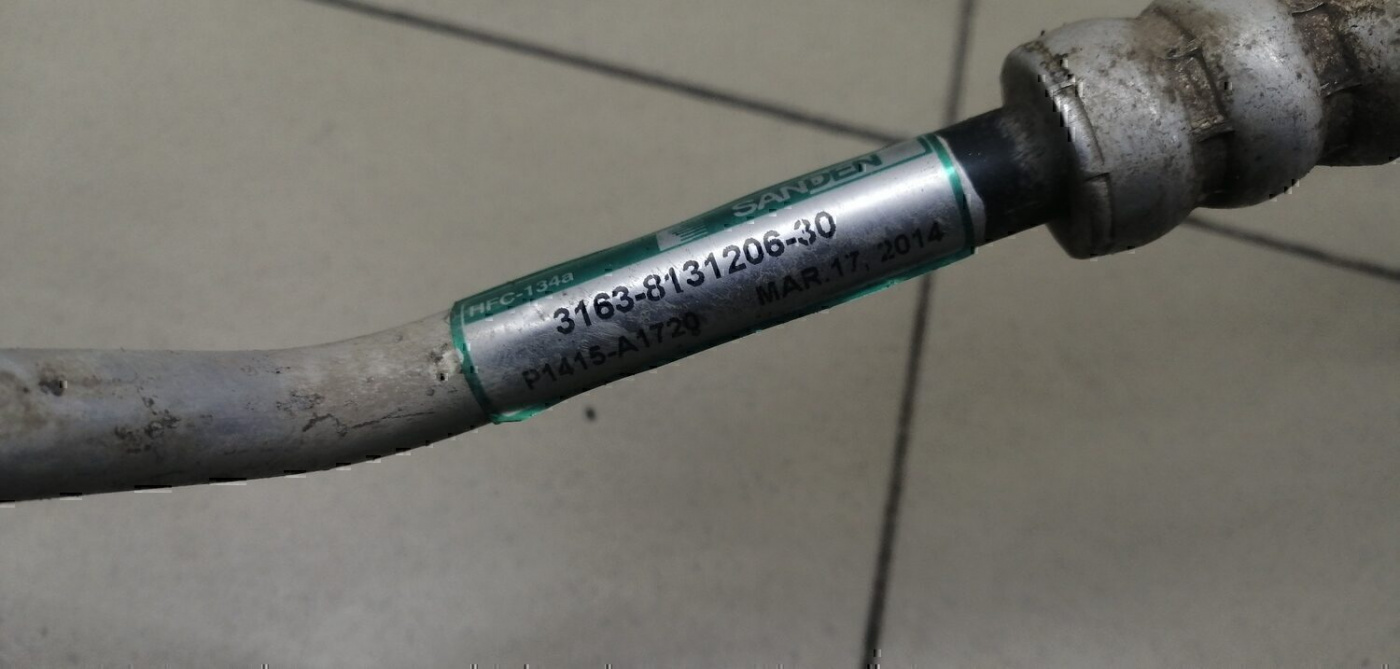 SANDEN
HFC-134a
3163-8131206-30
P1415-A1720 MAR.17, 2014